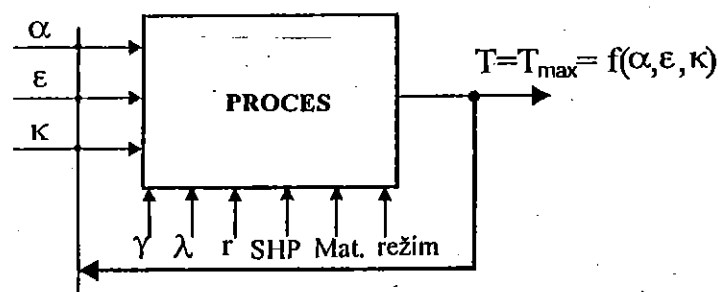 α
ε
κ
PROCES
T=Tmax= f(α,ε,κ)
γ λ r SHP Mat. režim